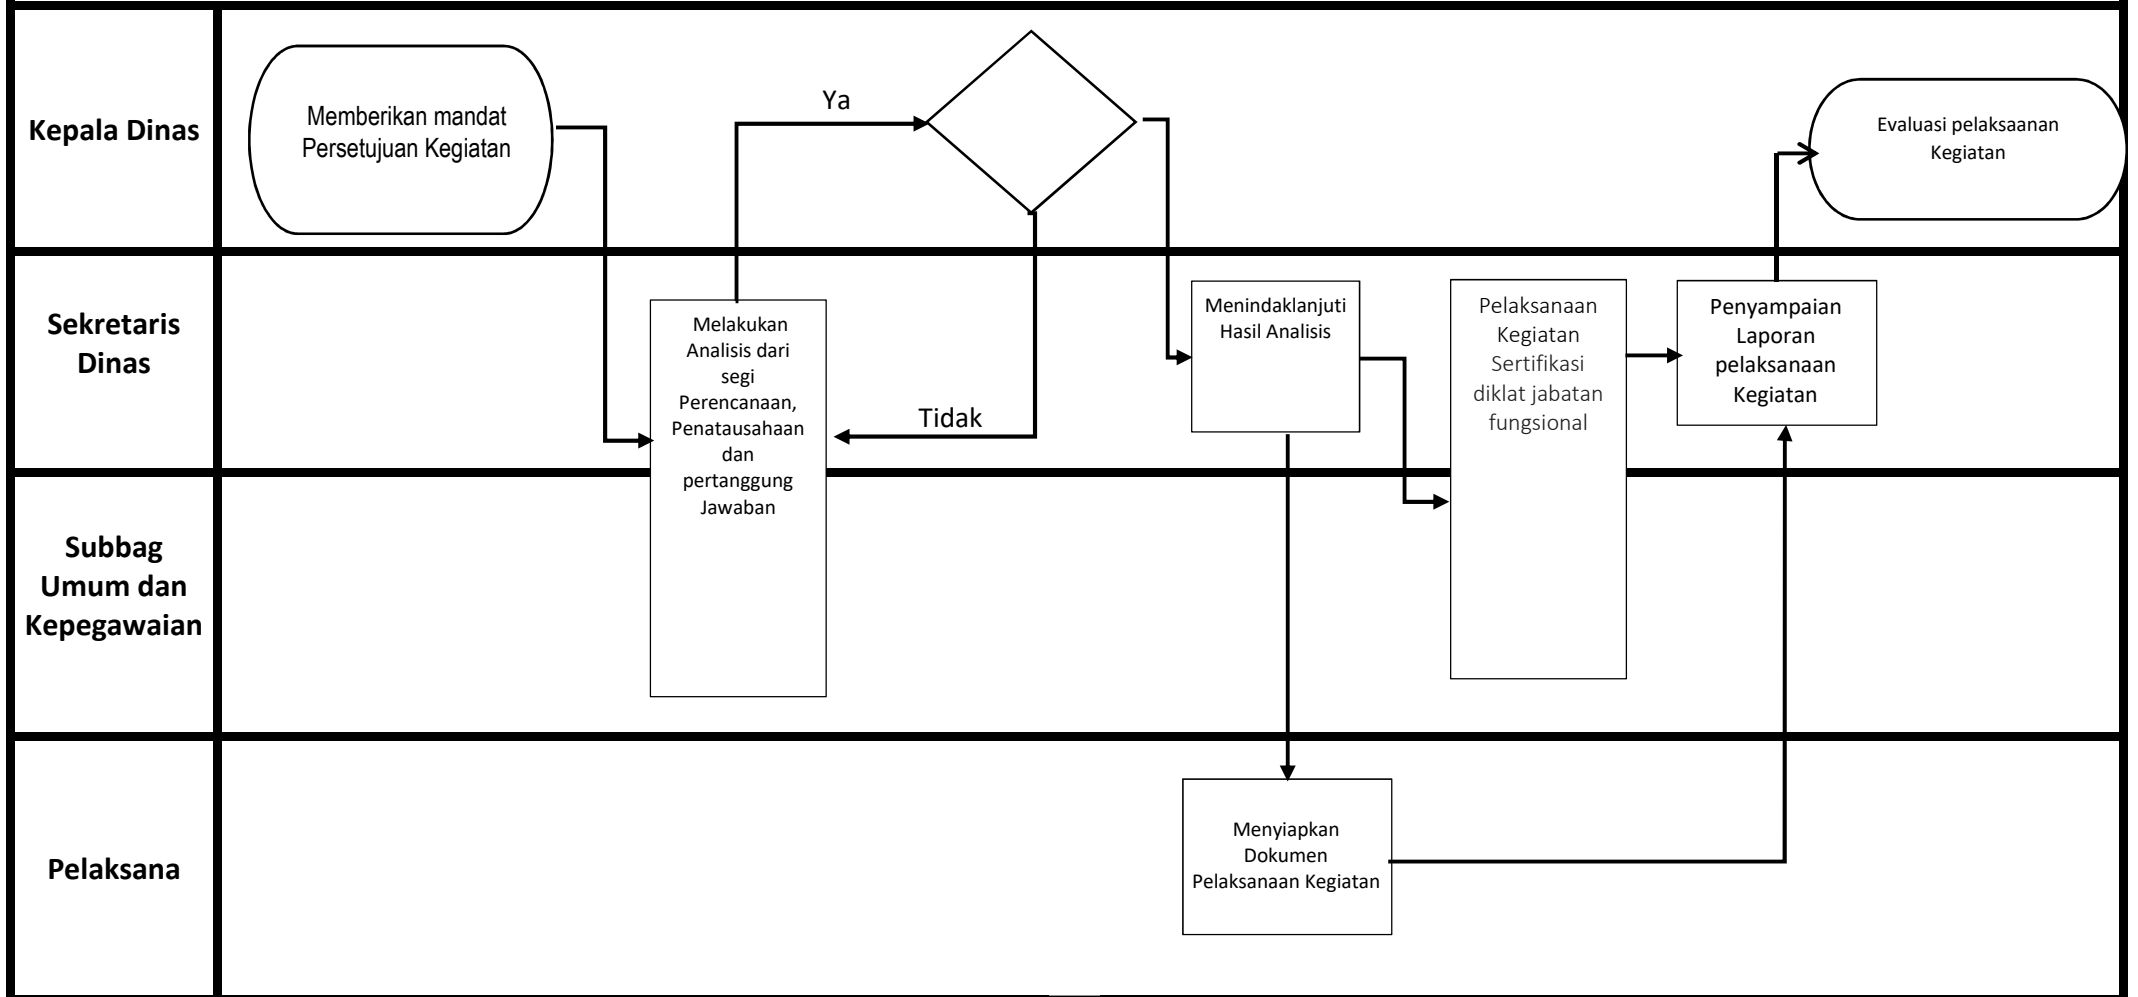 Kepala Dinas
Memberikan mandat
Persetujuan Kegiatan
Ya
Evaluasi pelaksaanan
Kegiatan
Sekretaris
Dinas
Melakukan
Analisis dari
segi
Perencanaan,
Penatausahaan
dan
pertanggung
Jawaban
Tidak
Menindaklanjuti
Hasil Analisis
Pelaksanaan
Kegiatan
Sertifikasi
diklat jabatan
fungsional
Penyampaian
Laporan
pelaksanaan
Kegiatan
Subbag
Umum dan
Kepegawaian
Pelaksana
Menyiapkan
Dokumen
Pelaksanaan Kegiatan